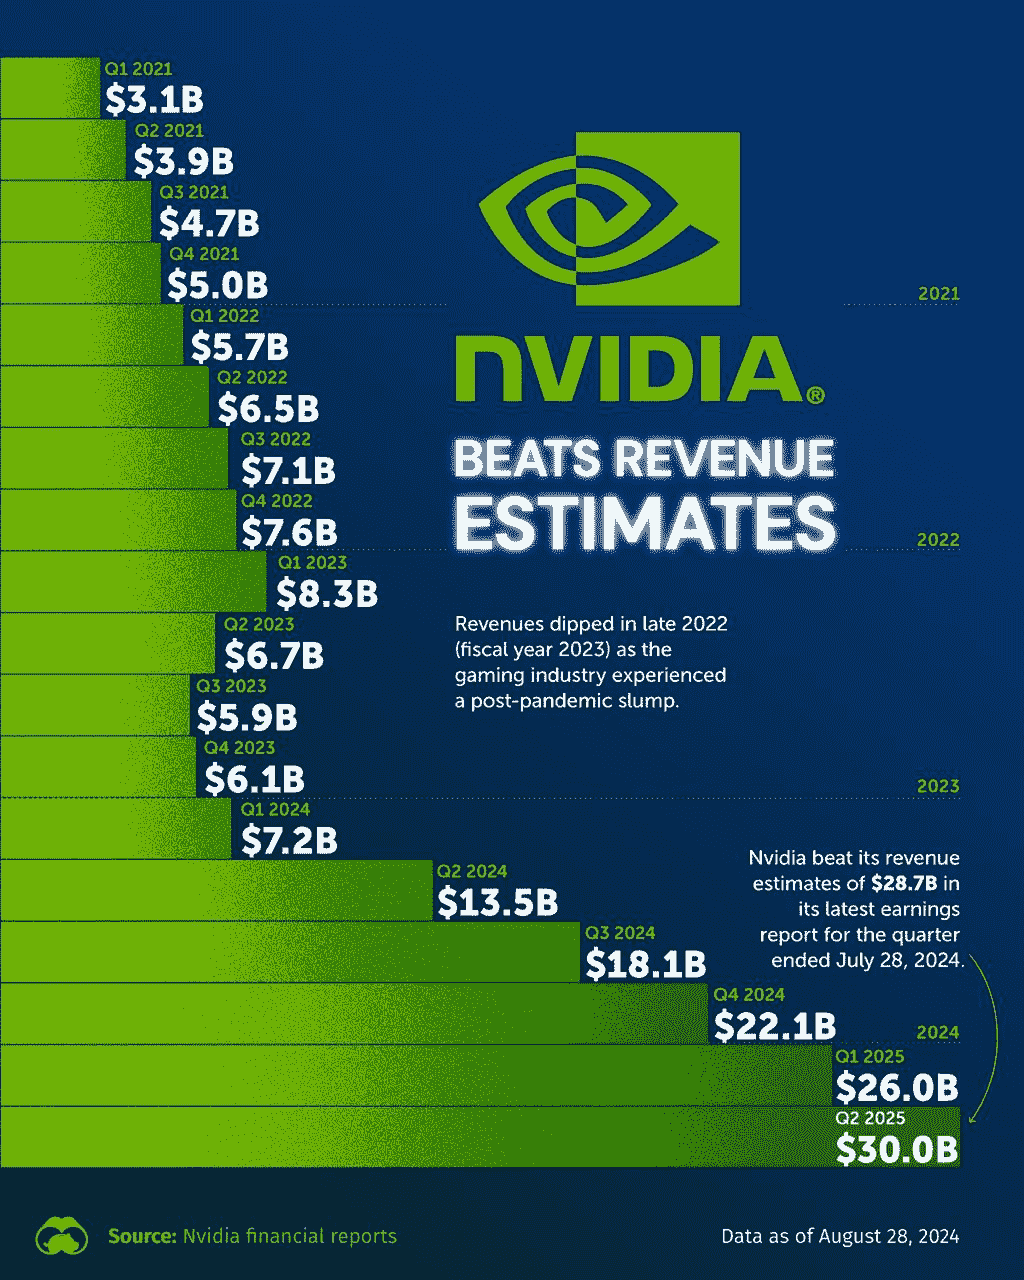 Q1 2021
$3.1B
Q2 2021
$3.9B
Q3 2021
$4.7B
Q4 2021
$5.0B
2021
Q1 2022
$5.7B
Q2 2022
$6.5B
Q3 2022
$7.1B
Q4 2022
$7.6B
2022
Q1 2023
$8.3B
Q2 2023
$6.7B
Q3 2023
$5.9B
Q4 2023
$6.1B
2023
Q1 2024
$7.2B
Q2 2024
$13.5B
Q3 2024
$18.1B
Q4 2024
$22.1B
2024
Q1 2025
$26.0B
Q2 2025
$30.0B
NVIDIA®
BEATS REVENUE
ESTIMATES
Revenues dipped in late 2022
(fiscal year 2023) as the
gaming industry experienced
a post-pandemic slump.
Nvidia beat its revenue
estimates of $28.7B in
its latest earnings
report for the quarter
ended July 28, 2024.
Source: Nvidia financial reports
Data as of August 28, 2024